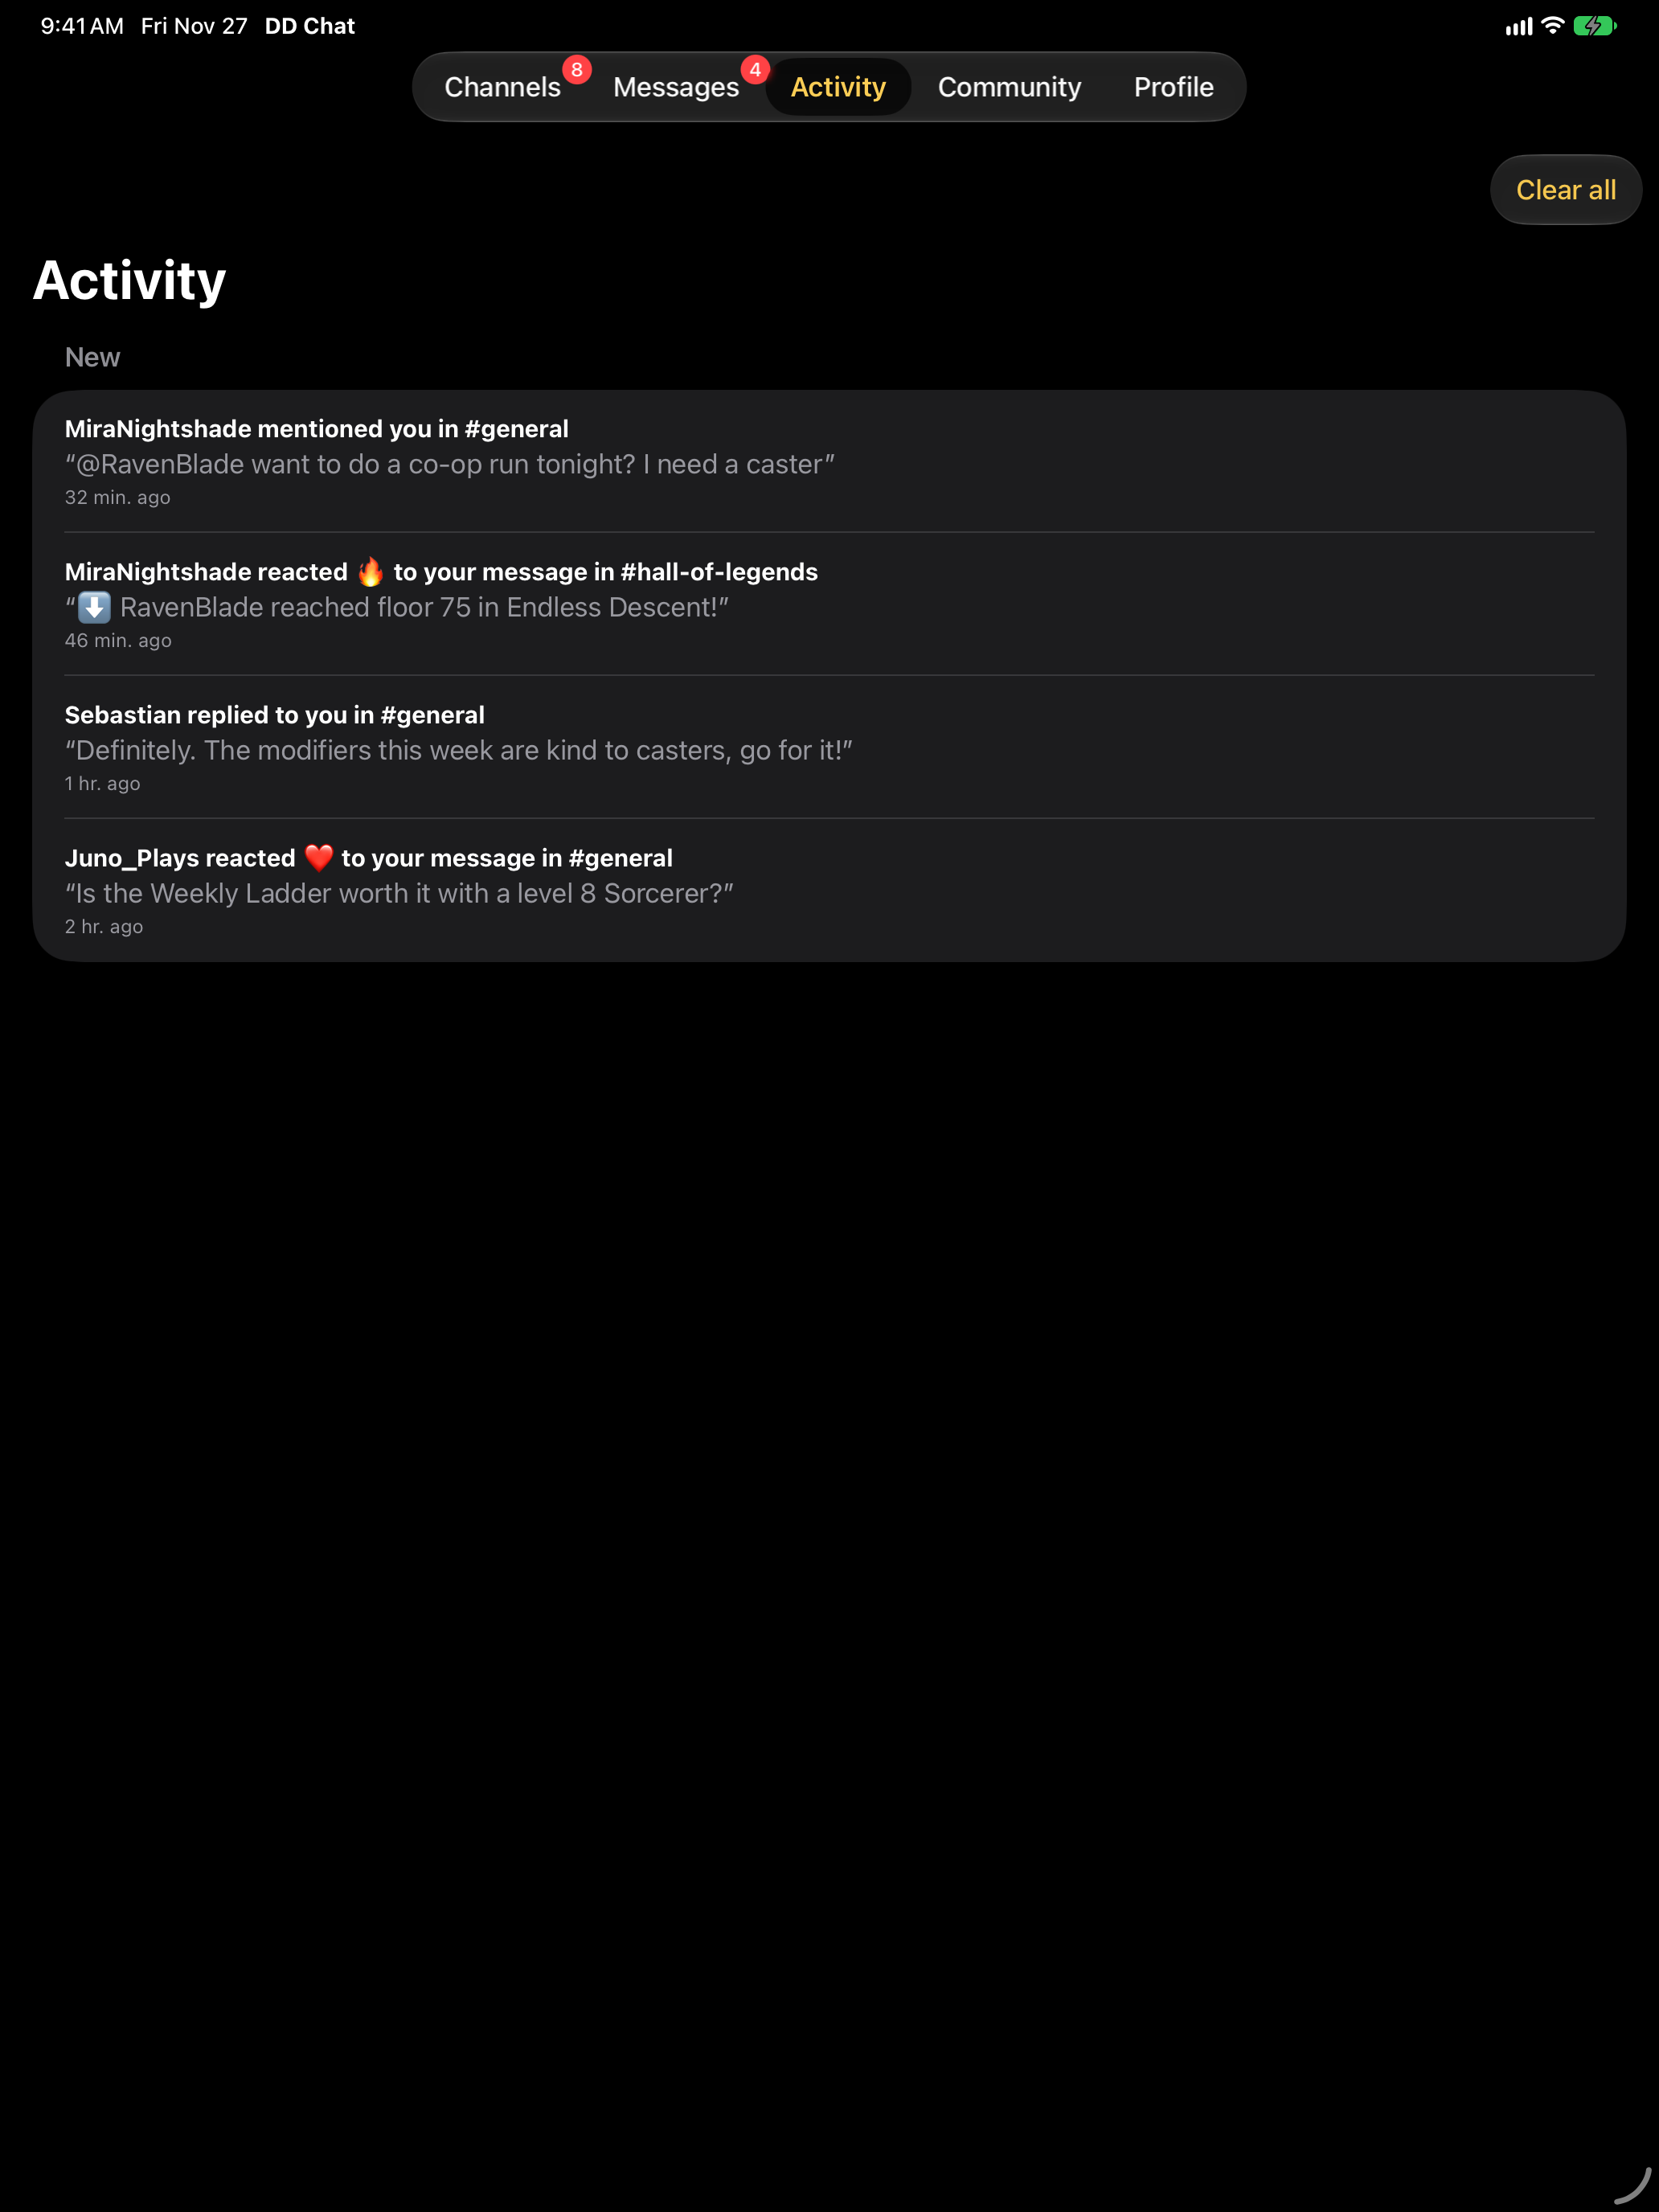 9:41 AM Fri Nov 27 DD Chat
Channels 8 Messages 4 Activity Community Profile
Clear all
Activity
New
MiraNightshade mentioned you in #general
“@RavenBlade want to do a co-op run tonight? I need a caster”
32 min. ago
MiraNightshade reacted 🔥 to your message in #hall-of-legends
“⬇️ RavenBlade reached floor 75 in Endless Descent!”
46 min. ago
Sebastian replied to you in #general
“Definitely. The modifiers this week are kind to casters, go for it!”
1 hr. ago
Juno_Plays reacted ❤️ to your message in #general
“Is the Weekly Ladder worth it with a level 8 Sorcerer?”
2 hr. ago